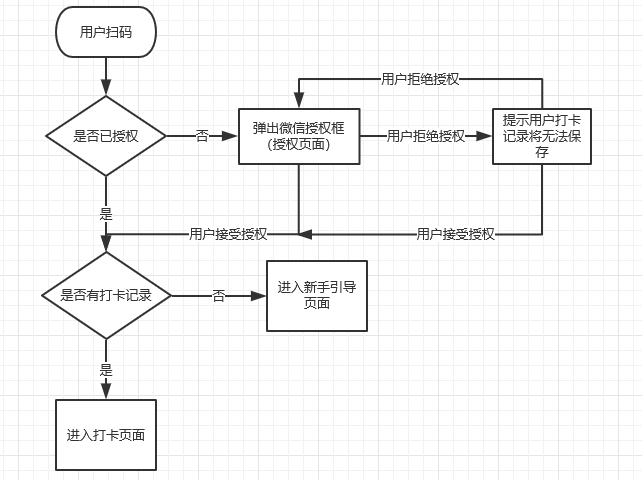 用户扫码
用户拒绝授权
是否已授权
否
弹出微信授权框
（授权页面）
用户拒绝授权
提示用户打卡
记录将无法保
存
是
用户接受授权
用户接受授权
是否有打卡记录
否
进入新手引导
页面
是
进入打卡页面